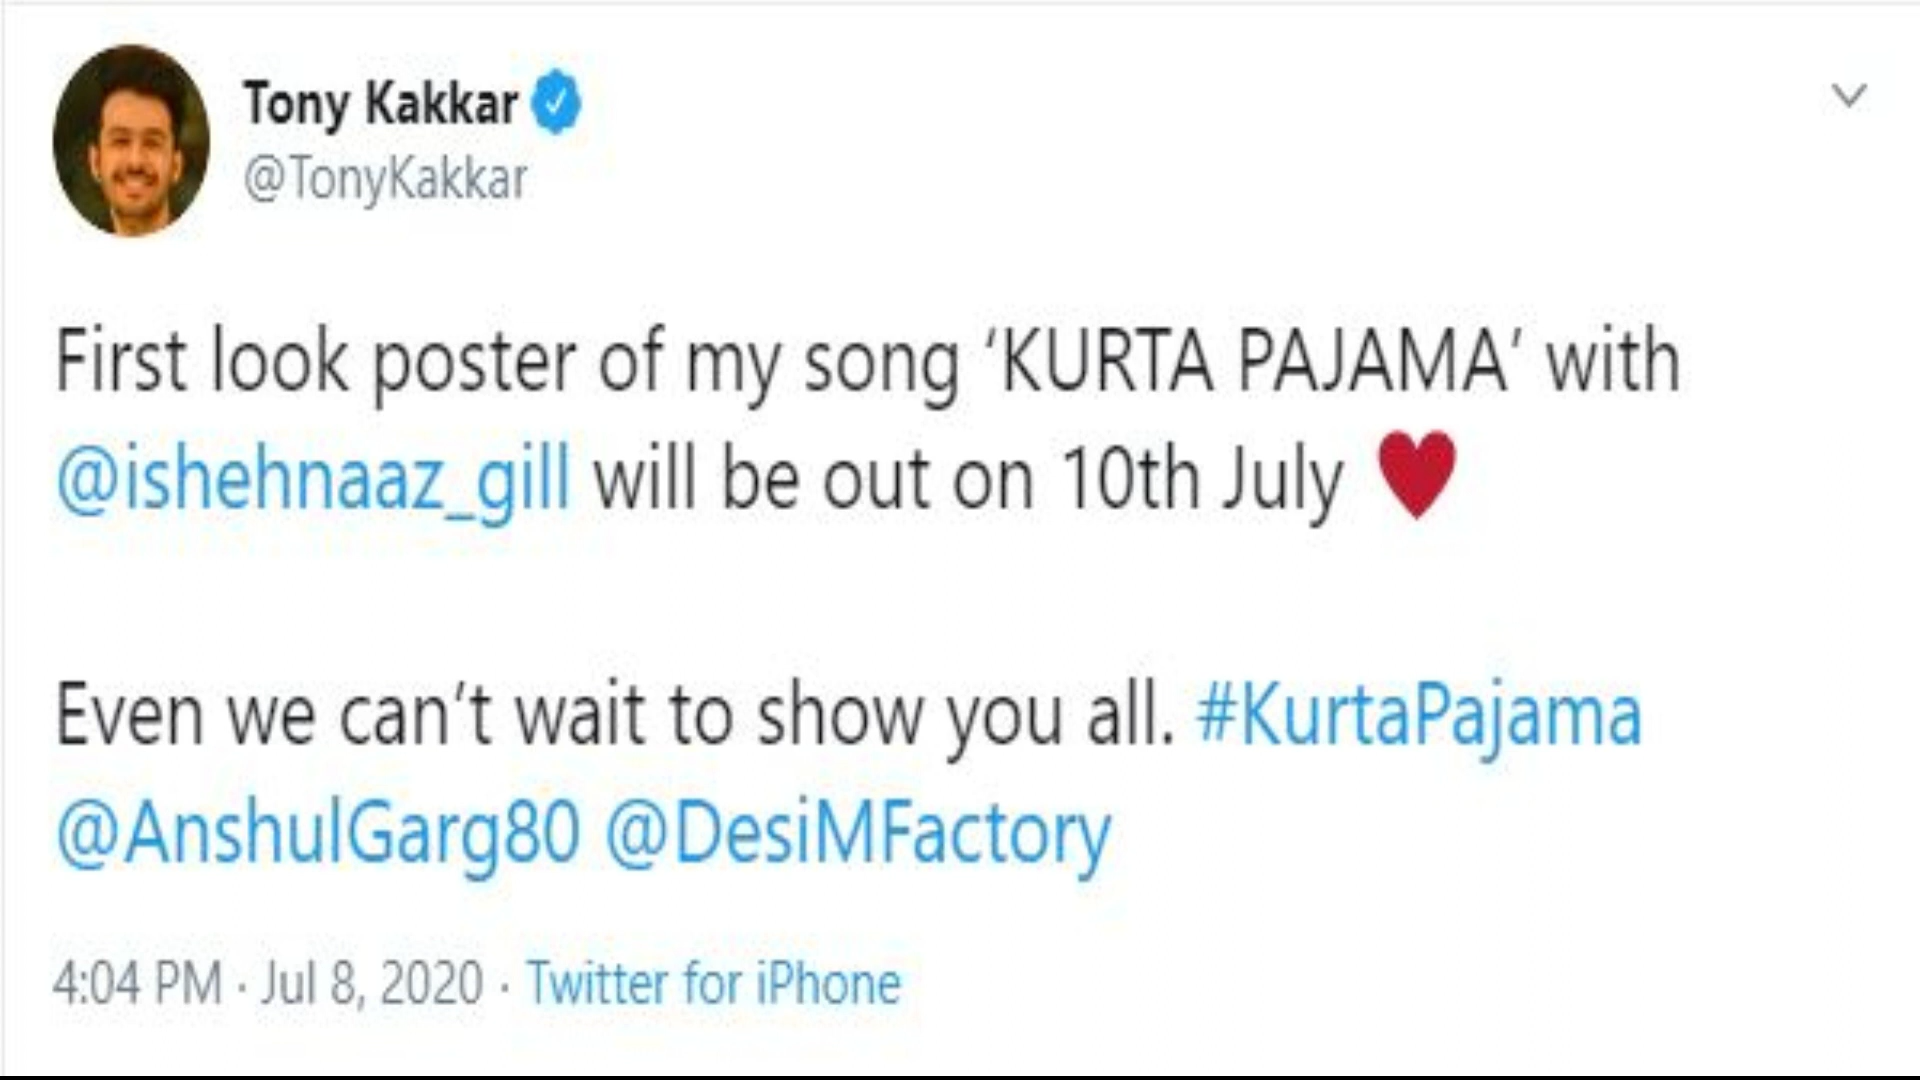 Tony Kakkar
@TonyKakkar
First look poster of my song ‘KURTA PAJAMA’ with
@ishehnaaz_gill will be out on 10th July ♥
Even we can’t wait to show you all. #KurtaPajama
@AnshulGarg80 @DesiMFactory
4:04 PM · Jul 8, 2020 · Twitter for iPhone